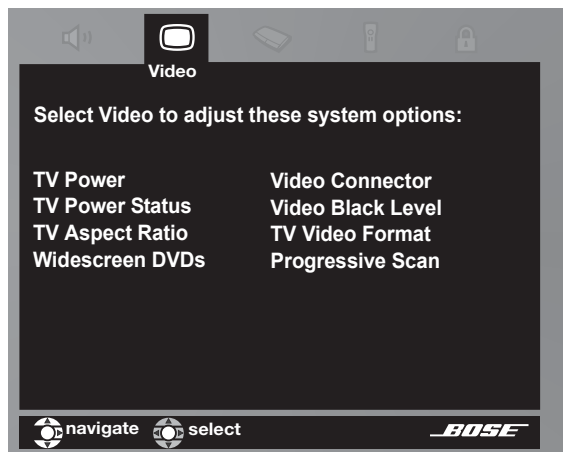 Video
Select Video to adjust these system options:
TV Power
TV Power Status
TV Aspect Ratio
Widescreen DVDs
Video Connector
Video Black Level
TV Video Format
Progressive Scan
navigate select BOSE